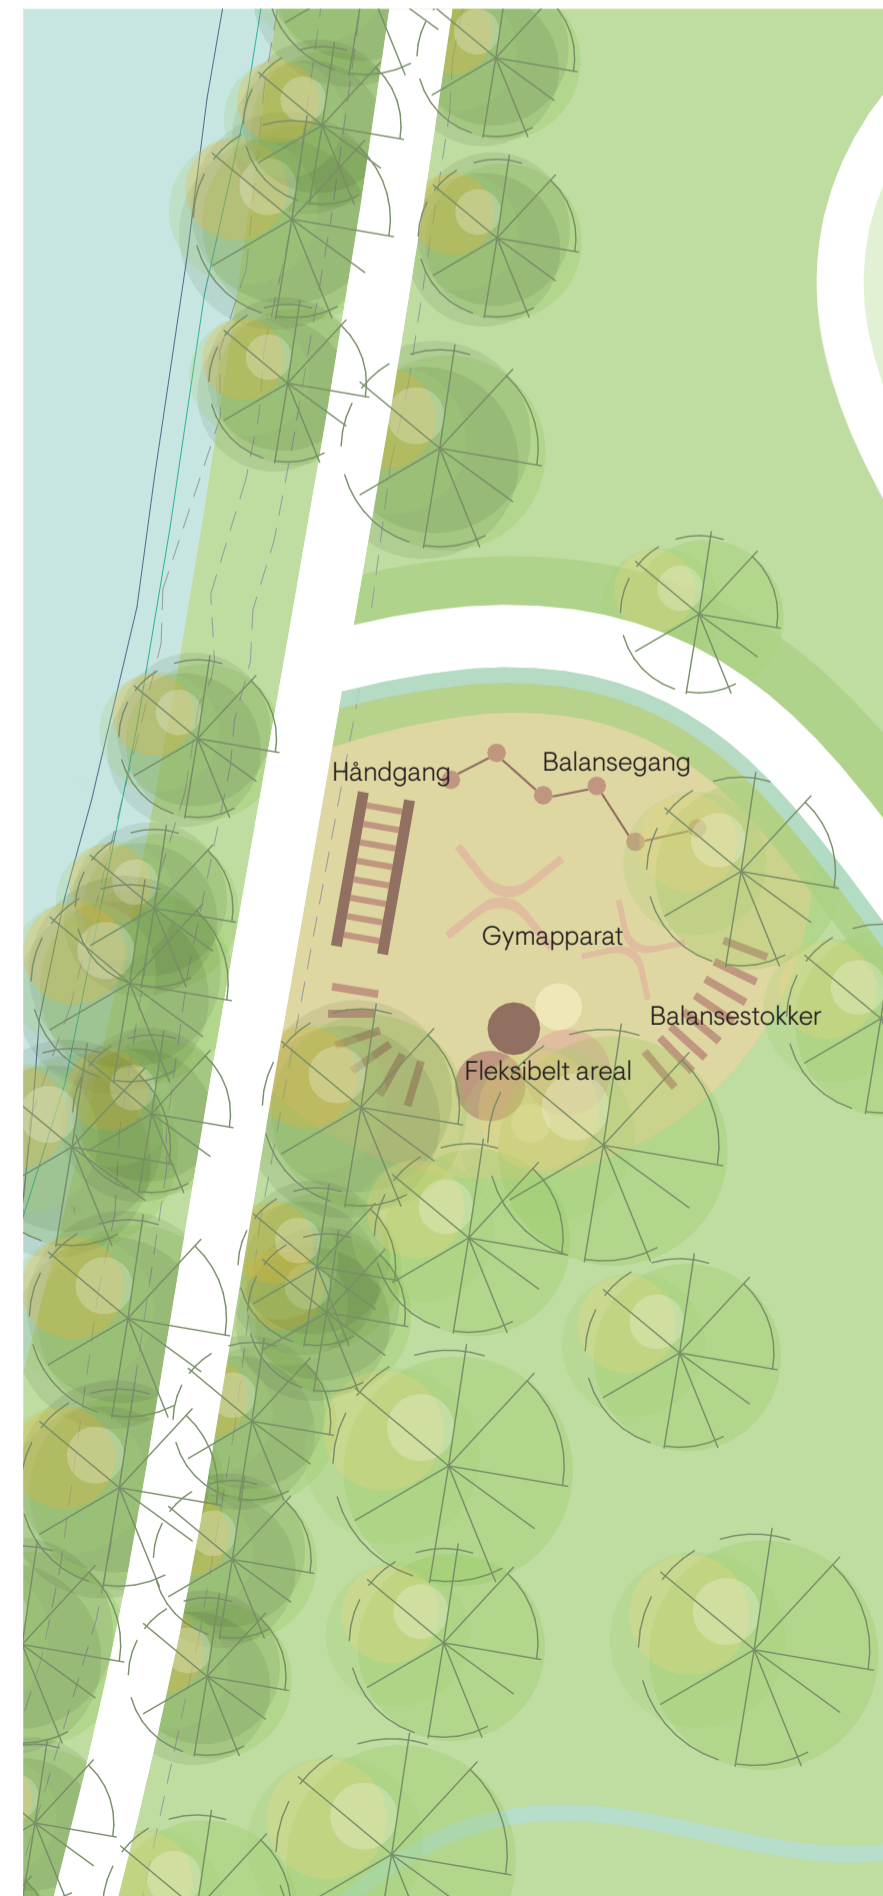 Balansegang
Håndgang
Gymapparat
Balansestokker
Fleksibelt areal